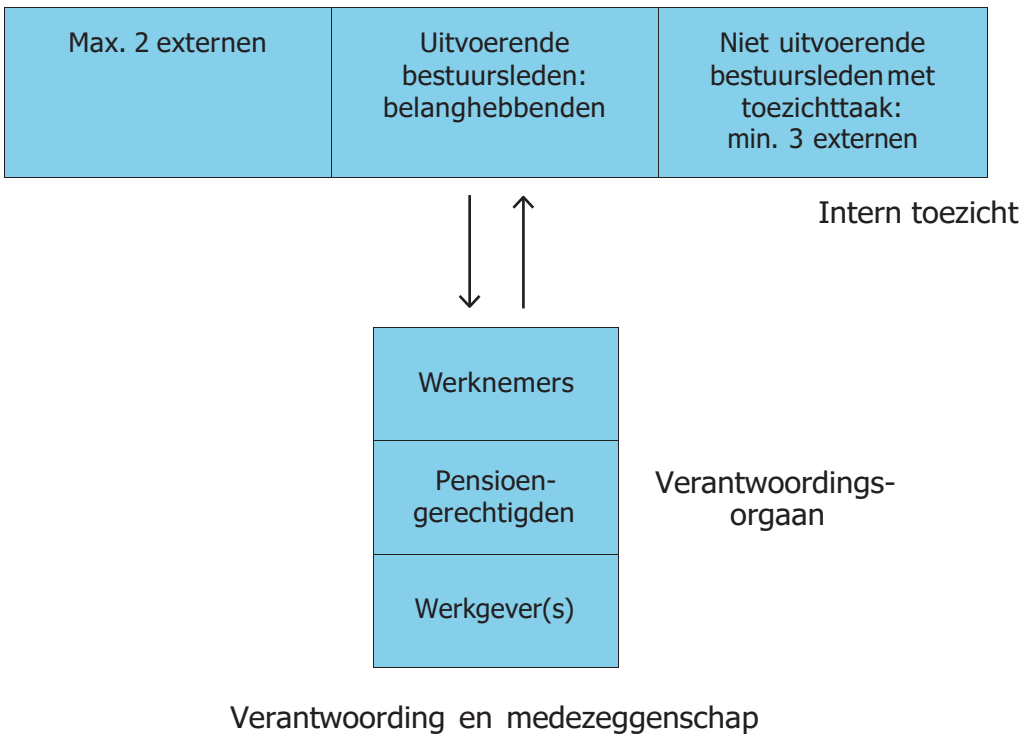 Max. 2 externen
Uitvoerende
bestuursleden:
belanghebbenden
Niet uitvoerende
bestuursleden met
toezichttaak:
min. 3 externen
Intern toezicht
Werknemers
Pensioen-
gerechtigden
Werkgever(s)
Verantwoordings-
orgaan
Verantwoording en medezeggenschap